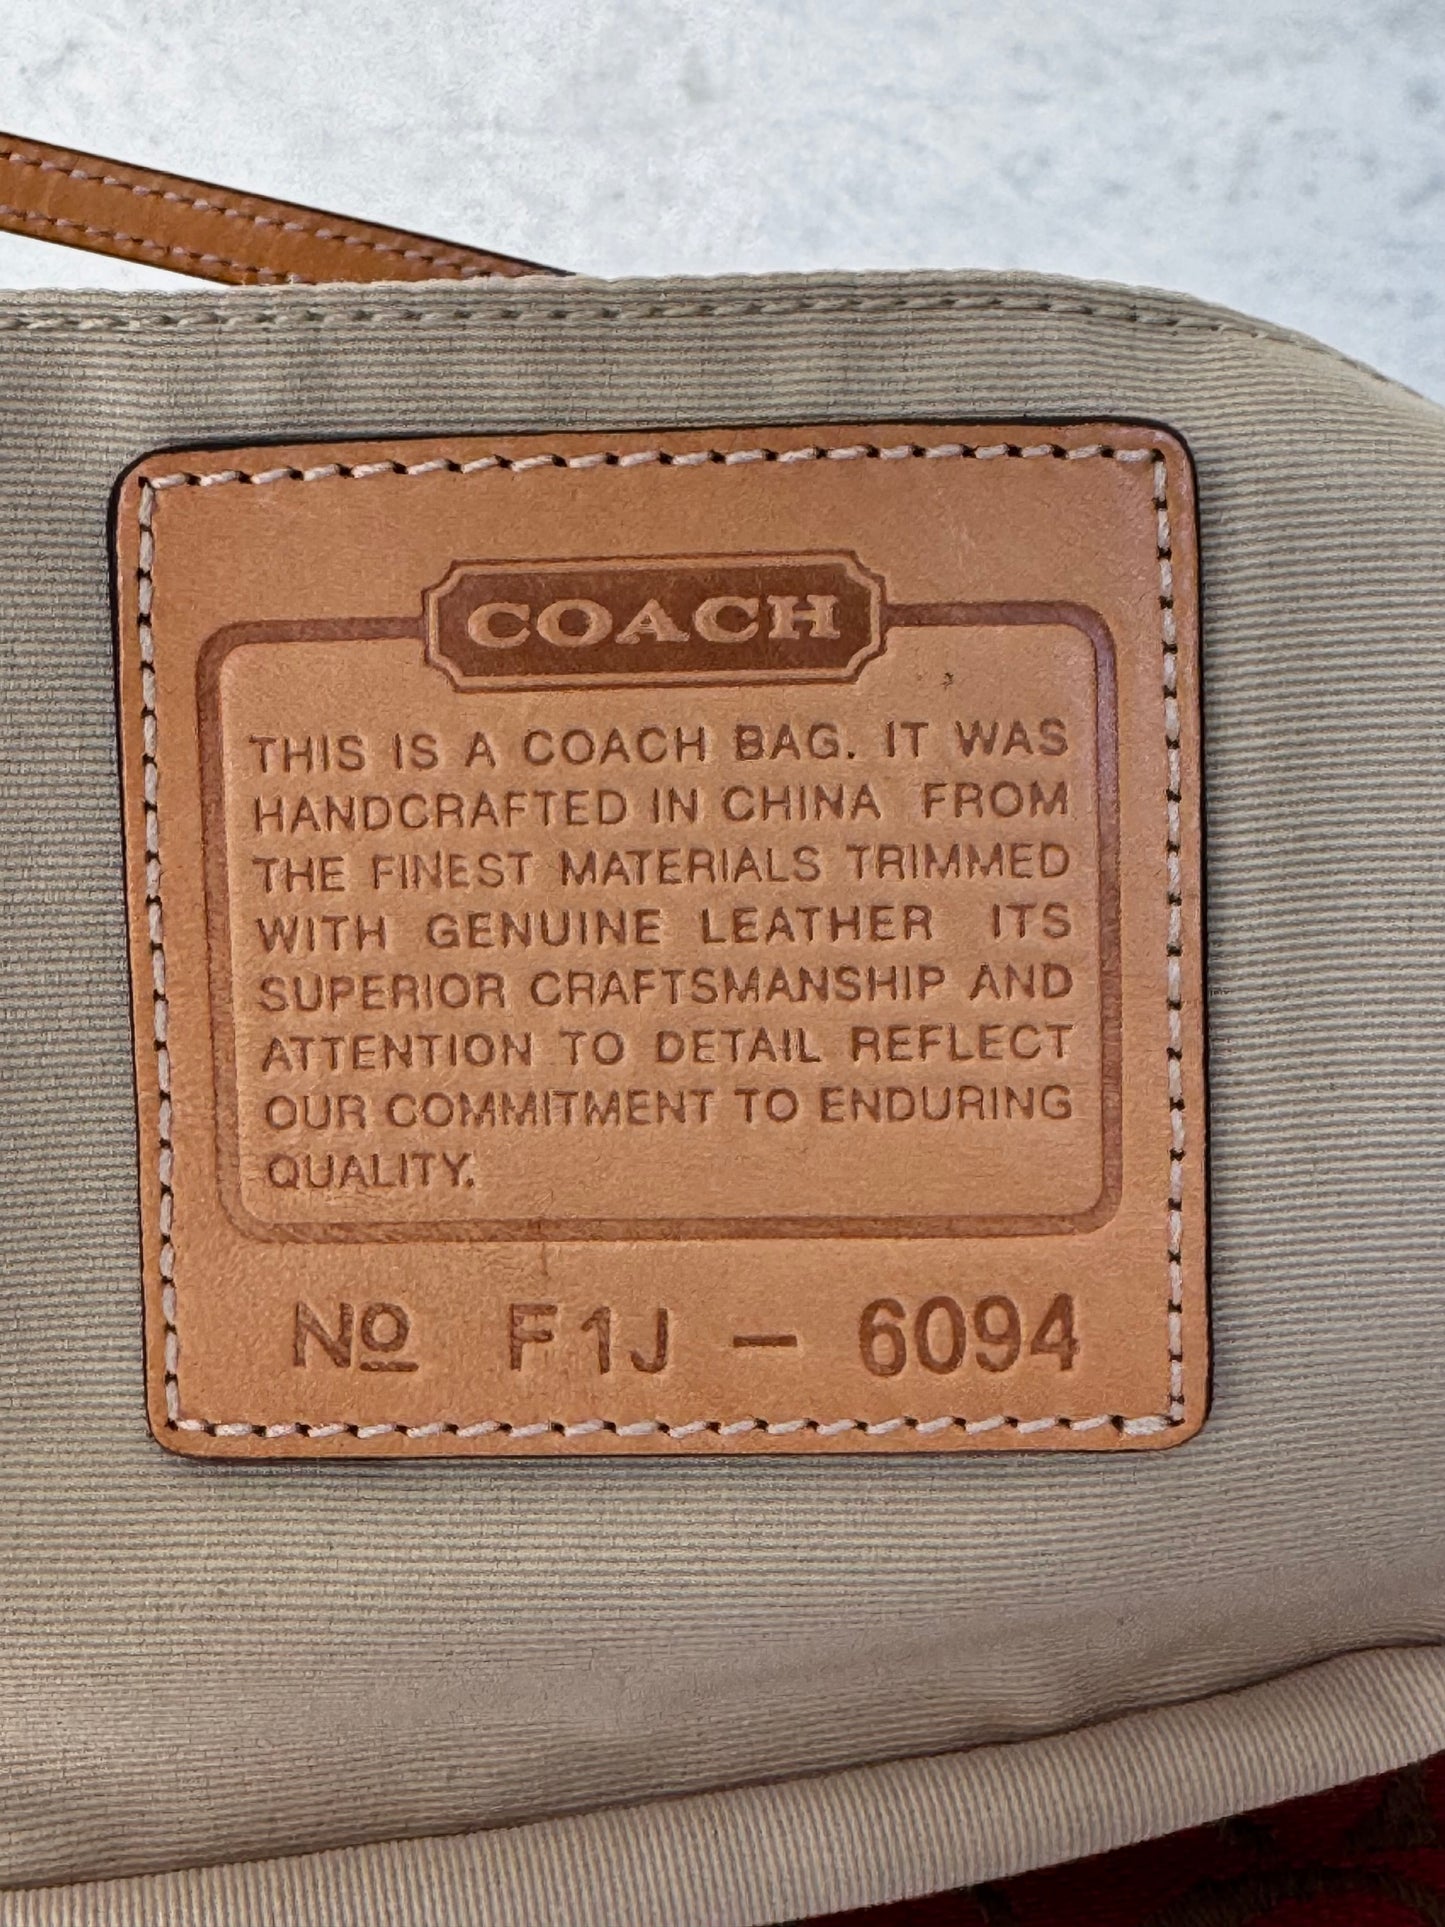 COACH
THIS IS A COACH BAG. IT WAS
HANDCRAFTED IN CHINA FROM
THE FINEST MATERIALS TRIMMED
WITH GENUINE LEATHER ITS
SUPERIOR CRAFTSMANSHIP AND
ATTENTION TO DETAIL REFLECT
OUR COMMITMENT TO ENDURING
QUALITY.
No F1J - 6094